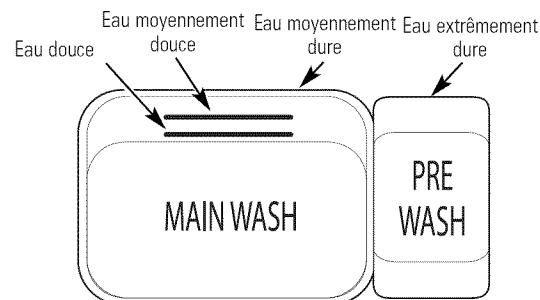 Eau douce
Eau moyennement
douce
Eau moyennement
dure
Eau extrêmement
dure
MAIN WASH
PRE
WASH